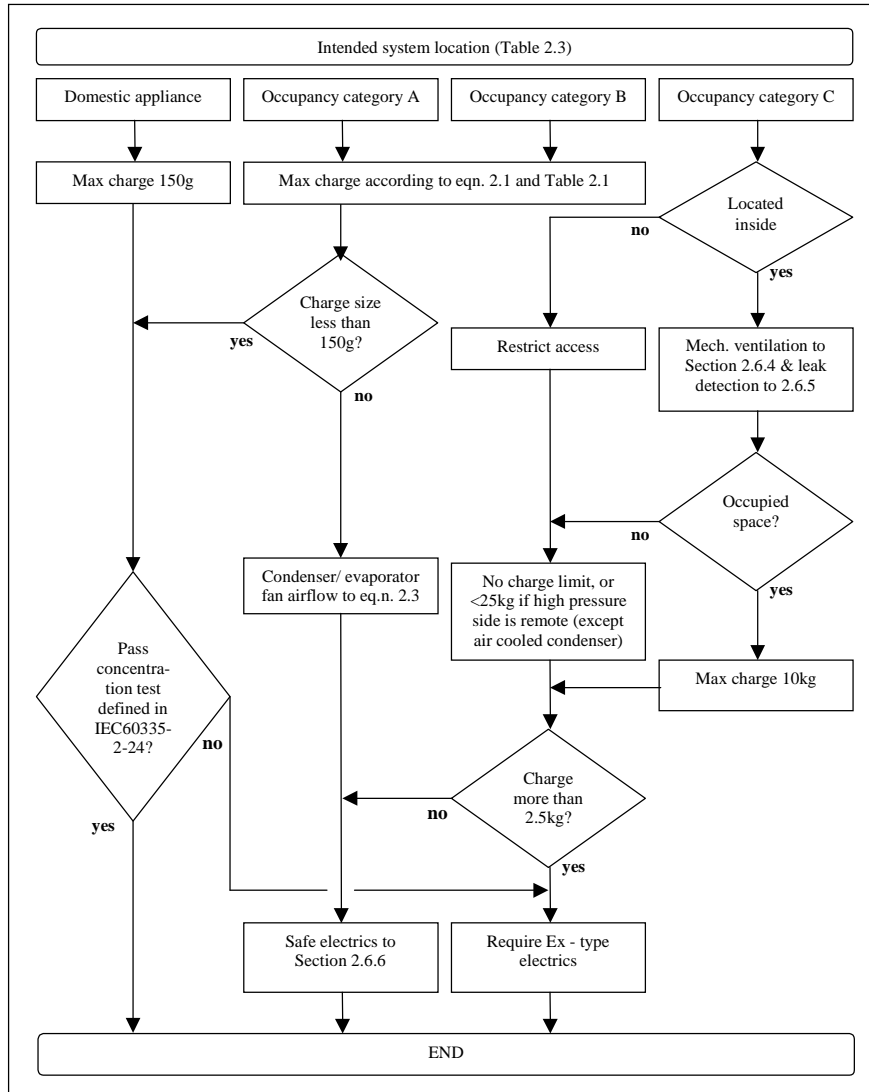 Intended system location (Table 2.3)
Domestic appliance
Occupancy category A
Occupancy category B
Occupancy category C
Max charge 150g
Max charge according to eqn. 2.1 and Table 2.1
Located
inside
no
yes
Charge size
less than
150g?
yes
no
Restrict access
Mech. ventilation to
Section 2.6.4 & leak
detection to 2.6.5
Occupied
space?
no
yes
Condenser/ evaporator
fan airflow to eq.n. 2.3
No charge limit, or
<25kg if high pressure
side is remote (except
air cooled condenser)
Max charge 10kg
Pass
concentra-
tion test
defined in
IEC60335-
2-24?
no
yes
Charge
more than
2.5kg?
no
yes
Safe electrics to
Section 2.6.6
Require Ex - type
electrics
END